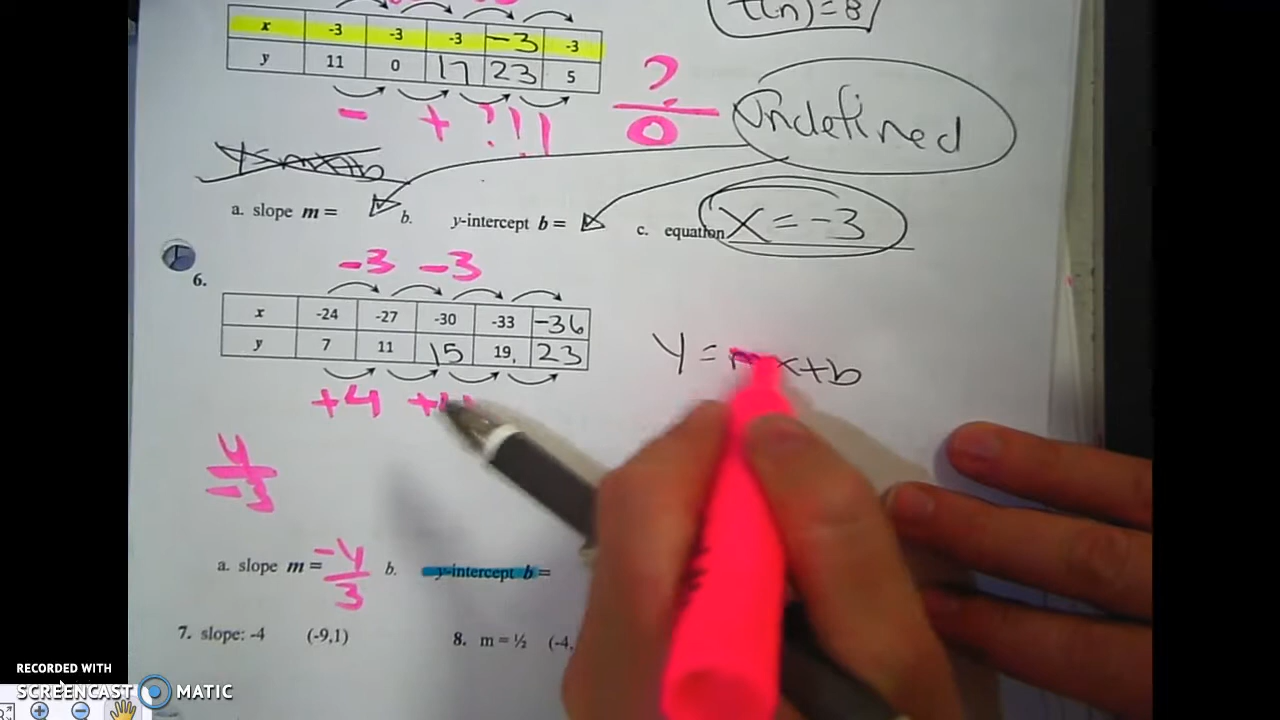 f(n) = 8
x -3 -3 -3 -3 -3
y 11 0 17 23 5
?
0
Undefined
- + ? ! !
y = mx+b
a. slope m = b. y-intercept b = c. equation x = -3
-3 -3
6.
x -24 -27 -30 -33 -36
y 7 11 15 19, 23
y = mx+b
+4 +4
4
-3
a. slope m = -4/3 b. y-intercept b =
7. slope: -4 (-9,1) 8. m = ½ (-4,
RECORDED WITH
SCREENCAST MATIC